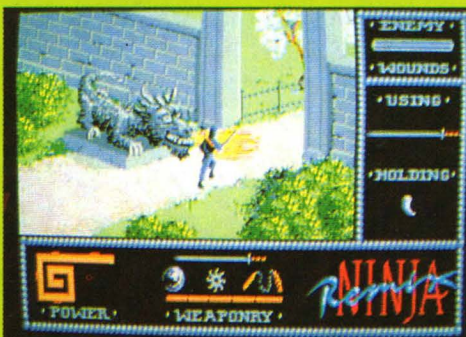 ENEMY
WOUNDS
USING
HOLDING
POWER
WEAPONRY
NINJA
Remix